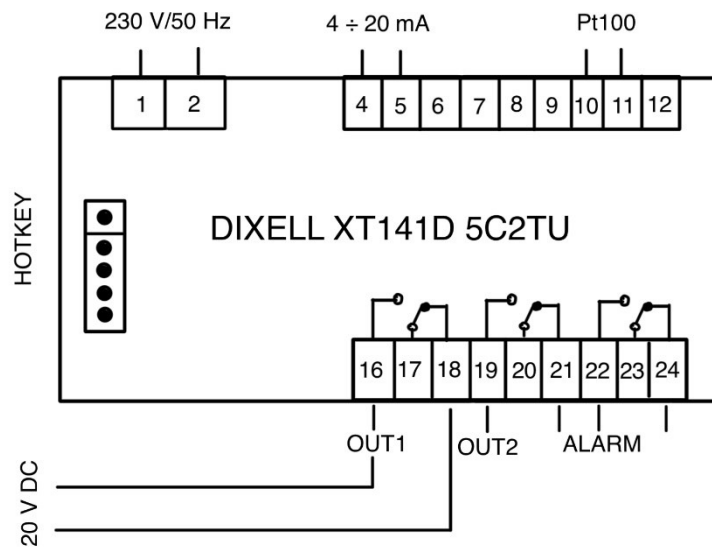 230 V/50 Hz
4 ÷ 20 mA
Pt100
1 2
4 5 6 7 8 9 10 11 12
HOTKEY
DIXELL XT141D 5C2TU
16 17 18 19 20 21 22 23 24
OUT1
OUT2
ALARM
20 V DC